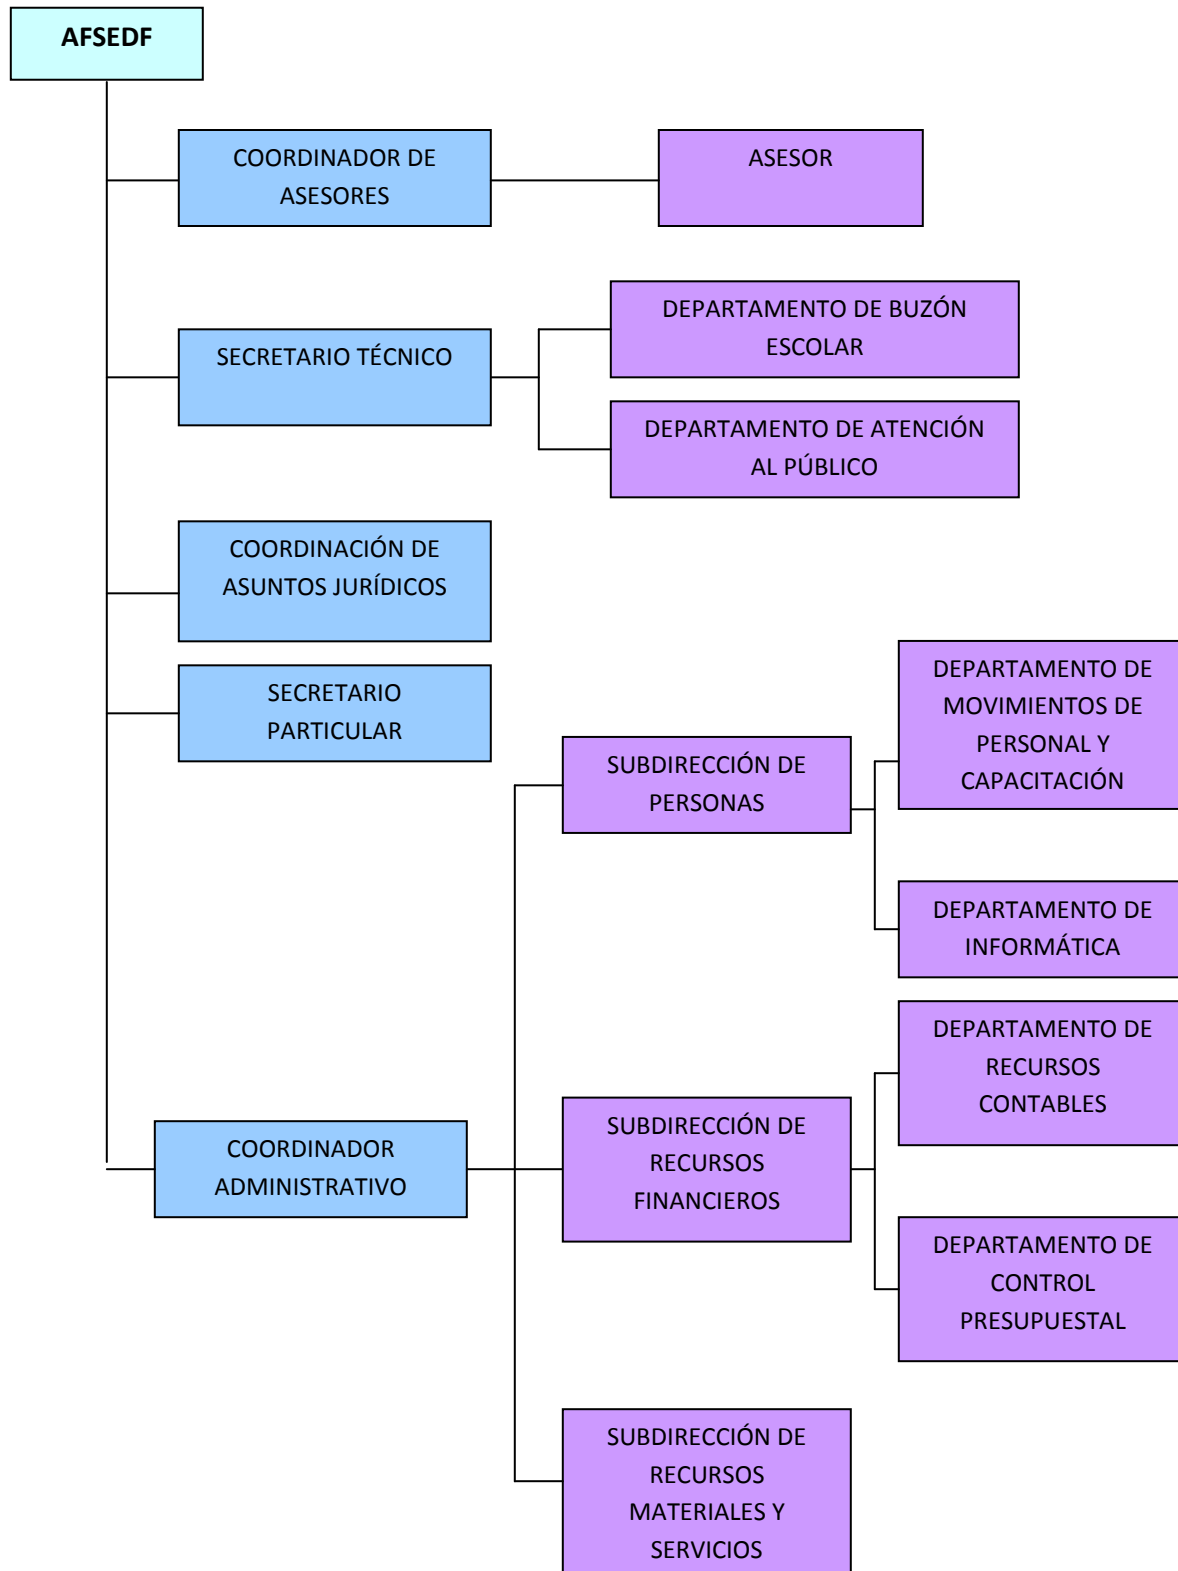 AFSEDF
COORDINADOR DE
ASESORES
ASESOR
SECRETARIO TÉCNICO
DEPARTAMENTO DE BUZÓN
ESCOLAR
DEPARTAMENTO DE ATENCIÓN
AL PÚBLICO
COORDINACIÓN DE
ASUNTOS JURÍDICOS
SECRETARIO
PARTICULAR
COORDINADOR
ADMINISTRATIVO
SUBDIRECCIÓN DE
PERSONAS
DEPARTAMENTO DE
MOVIMIENTOS DE
PERSONAL Y
CAPACITACIÓN
DEPARTAMENTO DE
INFORMÁTICA
SUBDIRECCIÓN DE
RECURSOS
FINANCIEROS
DEPARTAMENTO DE
RECURSOS
CONTABLES
DEPARTAMENTO DE
CONTROL
PRESUPUESTAL
SUBDIRECCIÓN DE
RECURSOS
MATERIALES Y
SERVICIOS